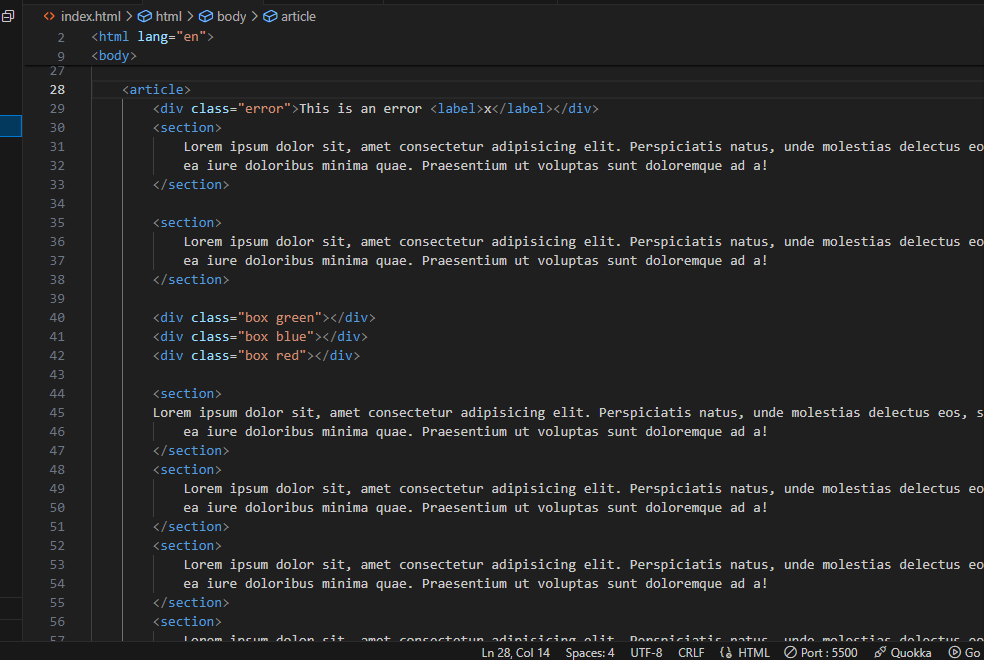 index.html > html > body > article
2 <html lang="en">
9 <body>
27
28 <article>
29 <div class="error">This is an error <label>x</label></div>
30 <section>
31 Lorem ipsum dolor sit, amet consectetur adipisicing elit. Perspiciatis natus, unde molestias delectus eo
32 ea iure doloribus minima quae. Praesentium ut voluptas sunt doloremque ad a!
33 </section>
34
35 <section>
36 Lorem ipsum dolor sit, amet consectetur adipisicing elit. Perspiciatis natus, unde molestias delectus eo
37 ea iure doloribus minima quae. Praesentium ut voluptas sunt doloremque ad a!
38 </section>
39
40 <div class="box green"></div>
41 <div class="box blue"></div>
42 <div class="box red"></div>
43
44 <section>
45 Lorem ipsum dolor sit, amet consectetur adipisicing elit. Perspiciatis natus, unde molestias delectus eos, s
46 ea iure doloribus minima quae. Praesentium ut voluptas sunt doloremque ad a!
47 </section>
48 <section>
49 Lorem ipsum dolor sit, amet consectetur adipisicing elit. Perspiciatis natus, unde molestias delectus eo
50 ea iure doloribus minima quae. Praesentium ut voluptas sunt doloremque ad a!
51 </section>
52 <section>
53 Lorem ipsum dolor sit, amet consectetur adipisicing elit. Perspiciatis natus, unde molestias delectus eo
54 ea iure doloribus minima quae. Praesentium ut voluptas sunt doloremque ad a!
55 </section>
56 <section>
57 Lorem ipsum dolor sit, amet consectetur adipisicing elit. Perspiciatis natus, unde molestias delectus eo
Ln 28, Col 14 Spaces: 4 UTF-8 CRLF {} HTML Port : 5500 Quokka Go